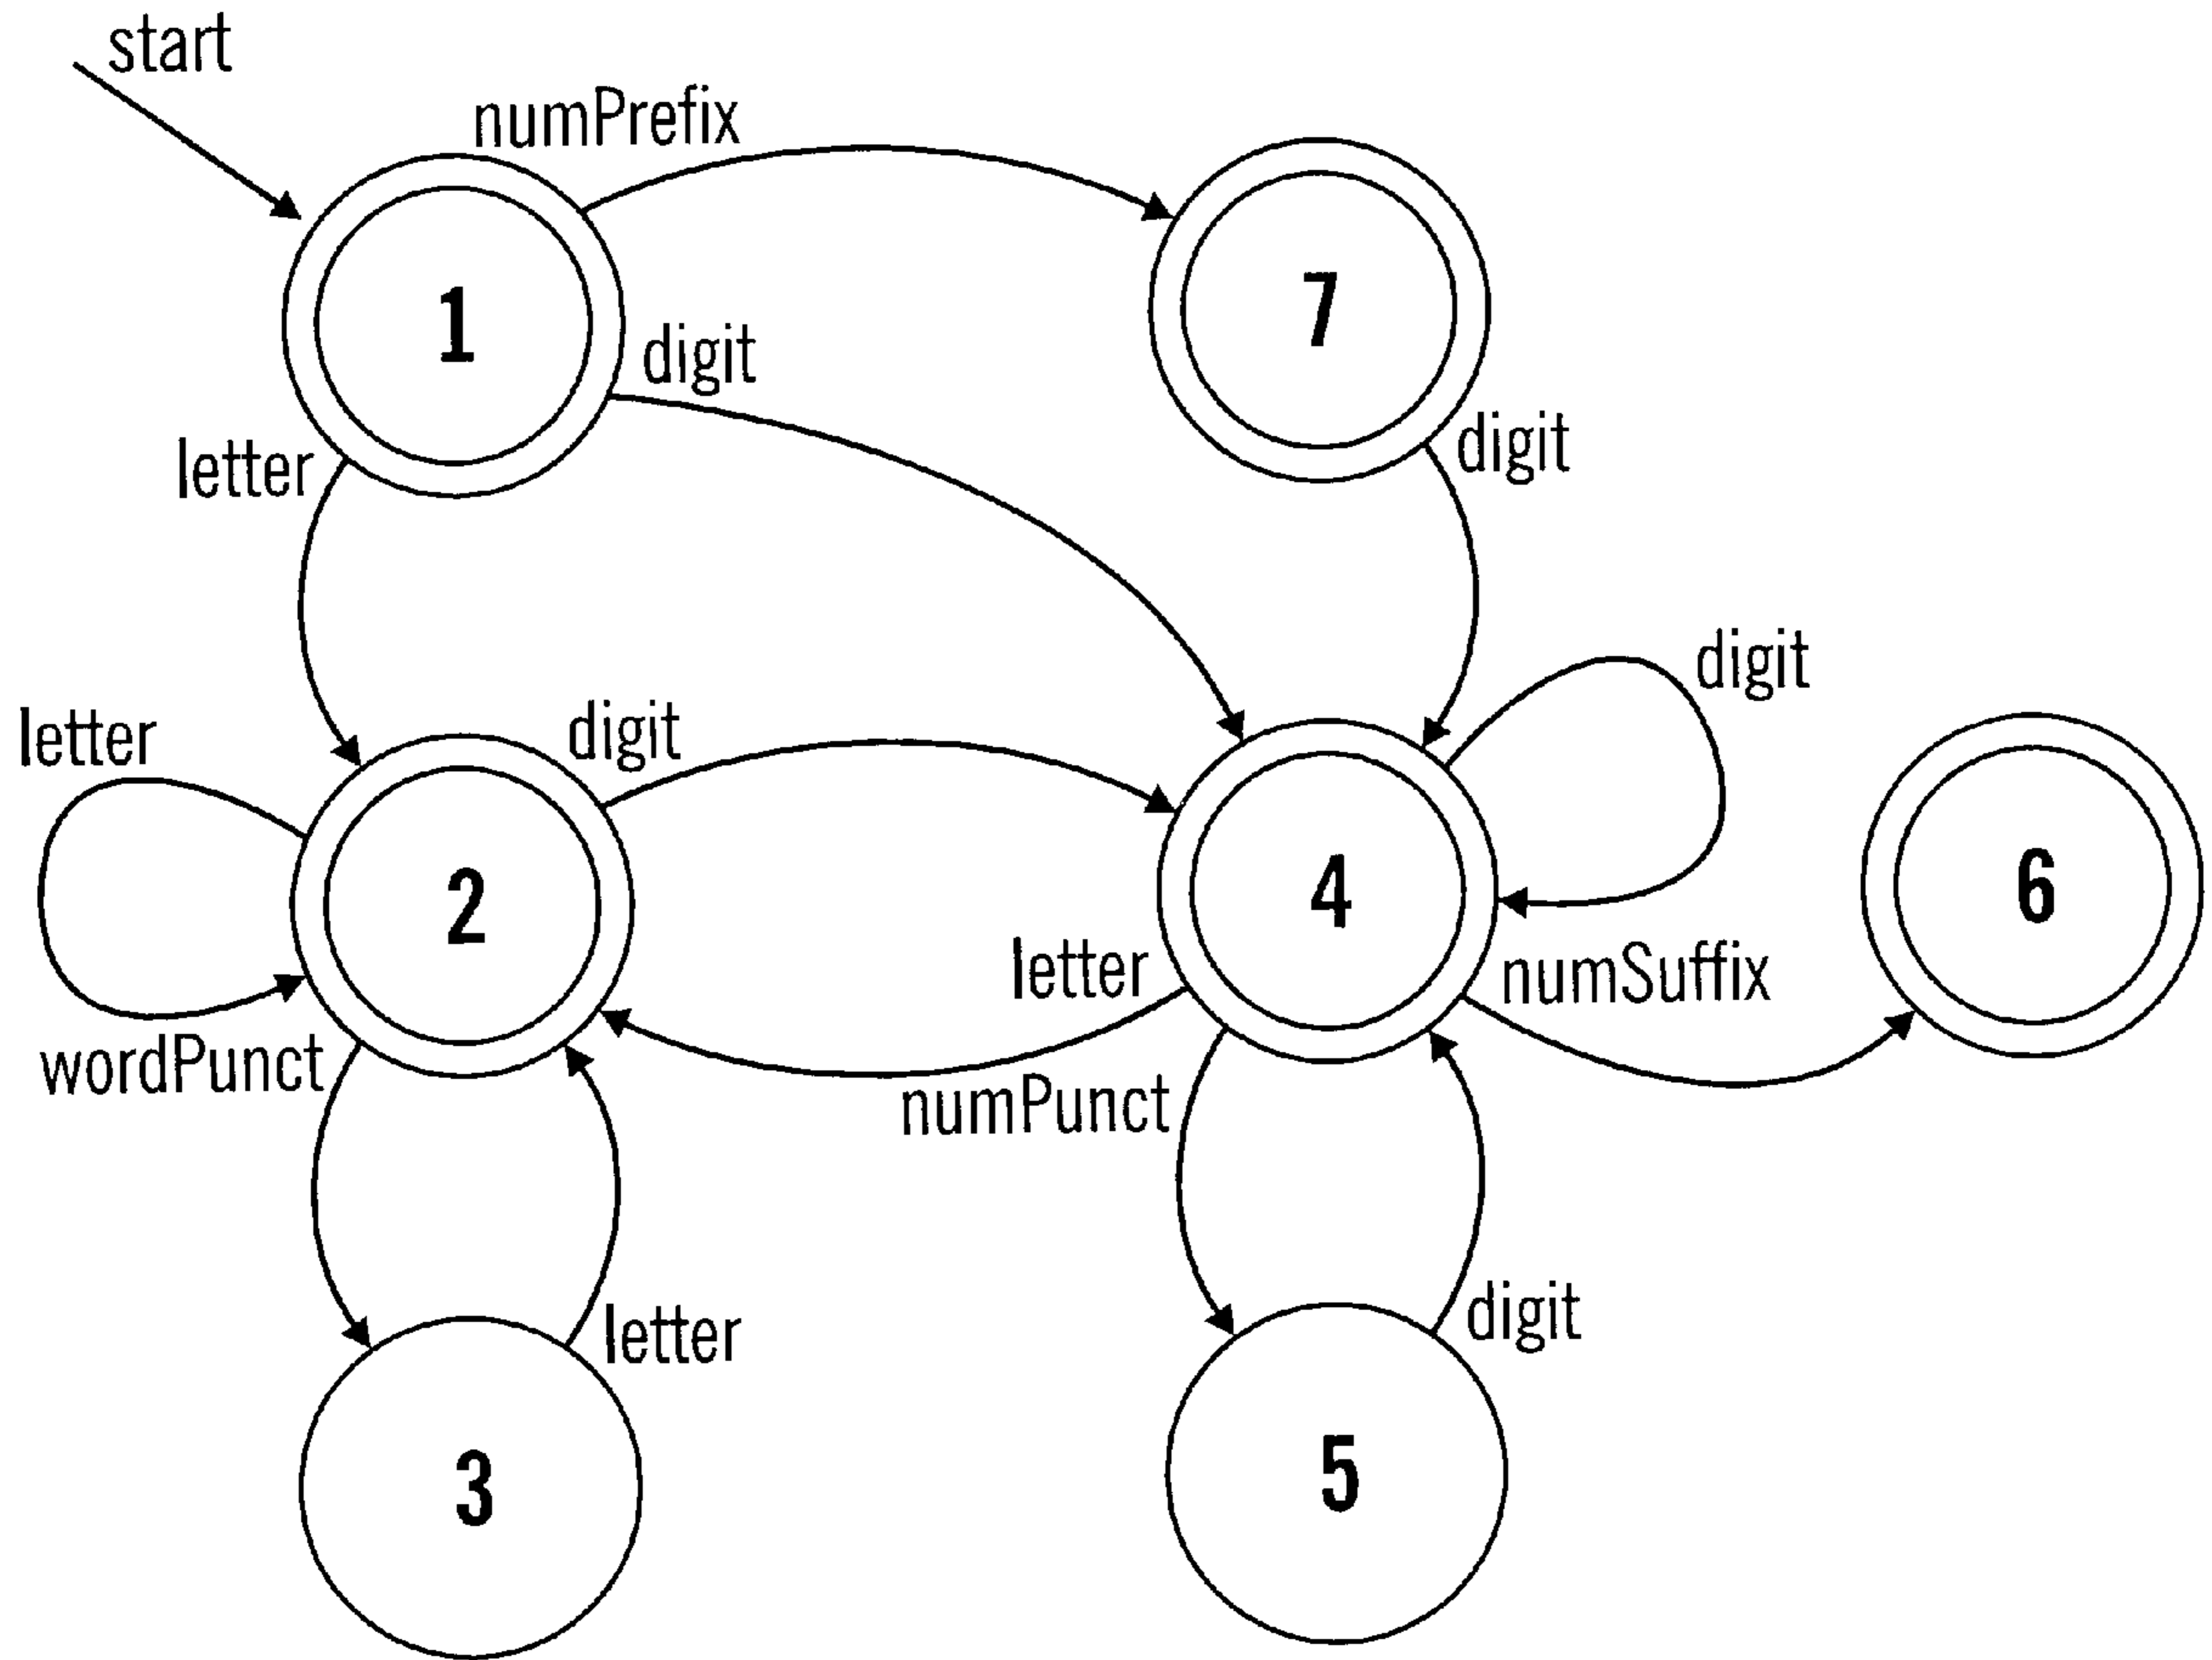 start
numPrefix
1
7
digit
letter
digit
digit
letter
digit
2
4
6
letter
numSuffix
wordPunct
numPunct
letter
digit
3
5